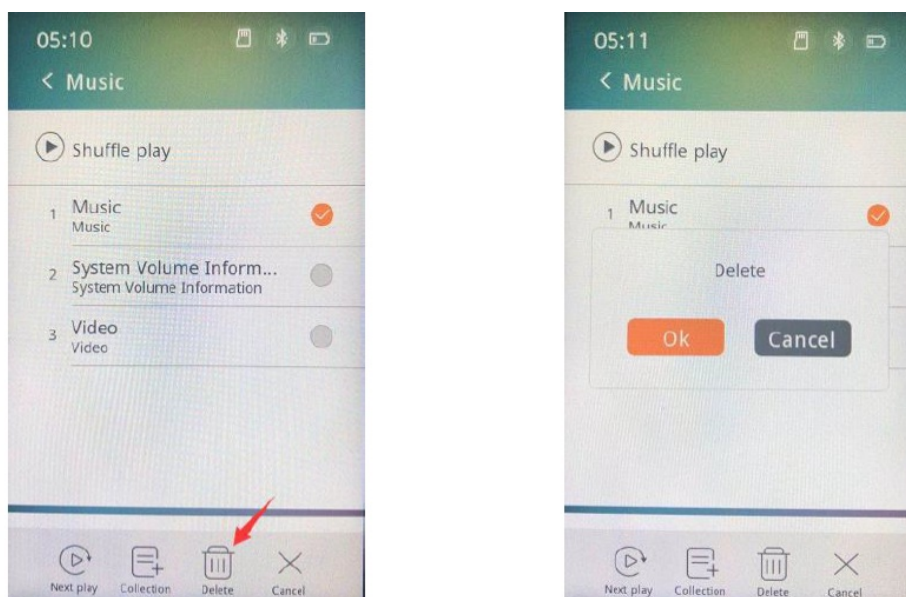 05:10
< Music
Shuffle play
1 Music
Music
2 System Volume Inform...
System Volume Information
3 Video
Video
Next play Collection Delete Cancel
05:11
< Music
Shuffle play
1 Music
Music
Delete
Ok Cancel
Next play Collection Delete Cancel